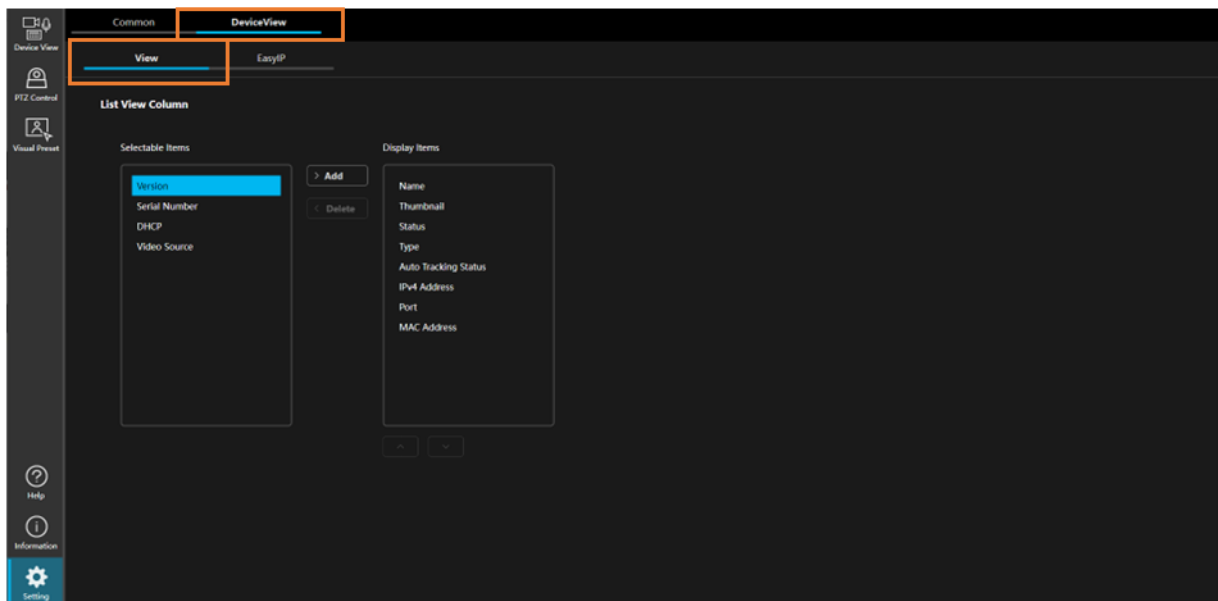 Device View
PTZ Control
Visual Preset
Help
Information
Setting
Common
DeviceView
View
EasyIP
List View Column
Selectable Items
Version
Serial Number
DHCP
Video Source
> Add
< Delete
Display Items
Name
Thumbnail
Status
Type
Auto Tracking Status
IPv4 Address
Port
MAC Address